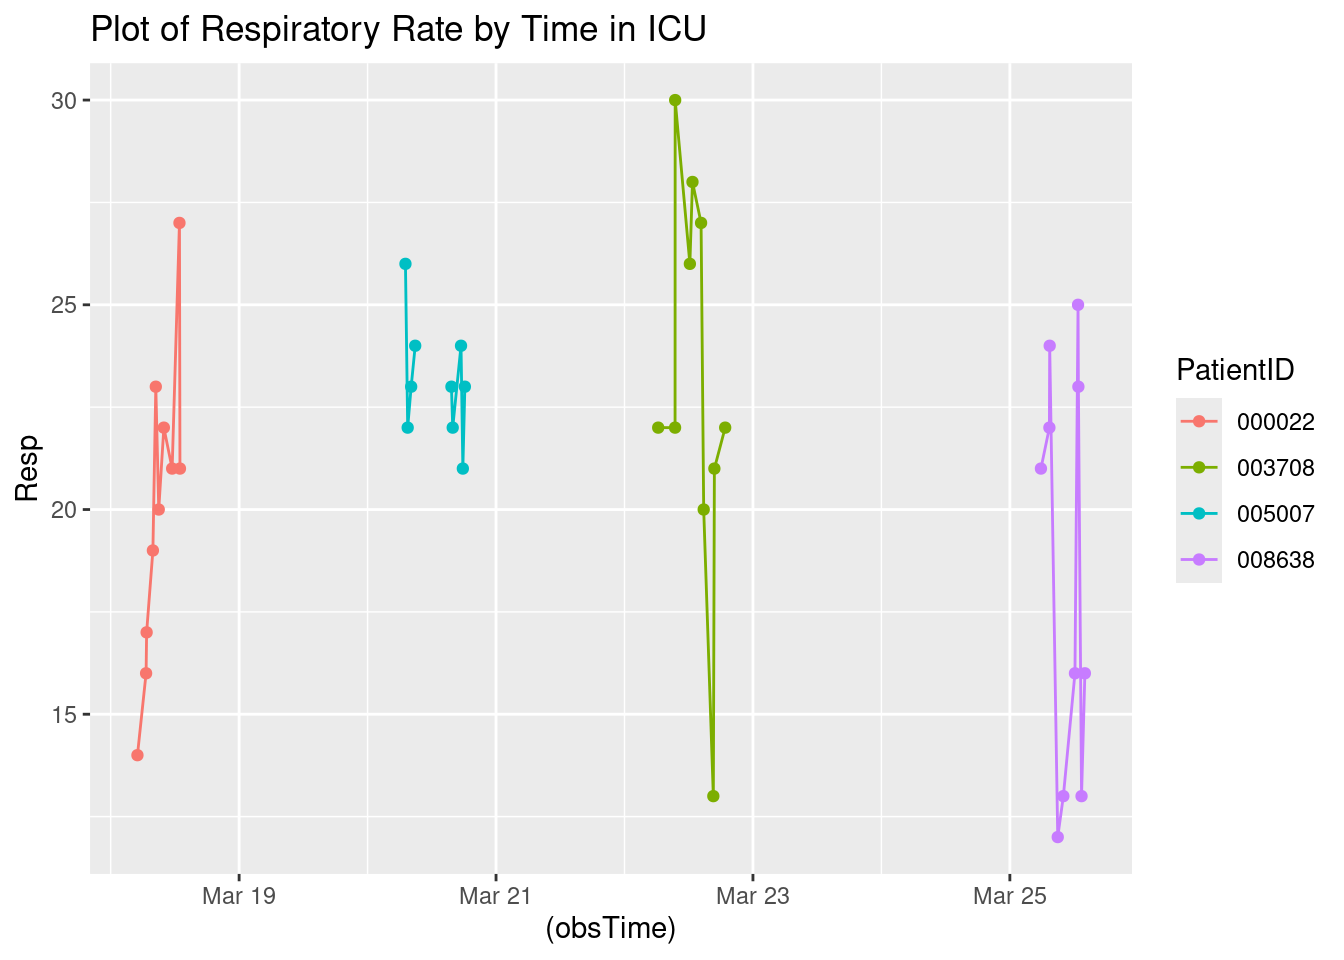 Plot of Respiratory Rate by Time in ICU
30
25
20
15
Resp
Mar 19
Mar 21
Mar 23
Mar 25
(obsTime)
PatientID
000022
003708
005007
008638